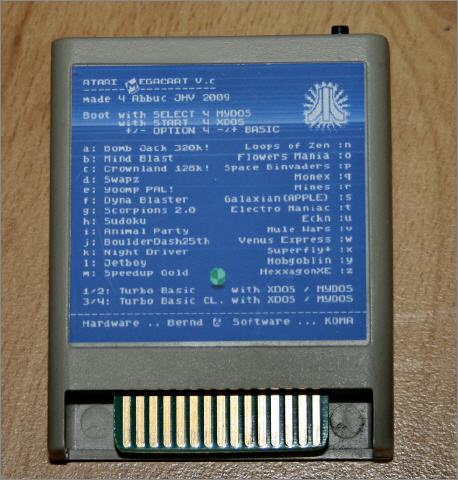 ATARI MEGACART V.c
made 4 Abbuc JHV 2009
Boot with SELECT 4 MYDOS
with START 4 XDOS
+/- OPTION 4 -/+ BASIC
a: Bomb Jack 320k!
b: Mind Blast
c: Crownland 128k!
d: Swapz
e: Yoomp PAL!
f: Dyna Blaster
g: Scorpions 2.0
h: Sudoku
i: Animal Party
j: BoulderDash25th
k: Night Driver
l: Jetboy
m: Speedup Gold
Loops of Zen :n
Flowers Mania :o
Space Binvaders :p
Monex :q
Mines :r
Galaxian(APPLE) :s
Electro Maniac :t
Eckn :u
Mule Wars :v
Venus Express :w
Superfly+ :x
Hobgoblin :y
HexxagonXE :z
1/2: Turbo Basic with XDOS / MYDOS
3/4: Turbo Basic CL. with XDOS / MYDOS
Hardware .. Bernd & Software ... KOMA